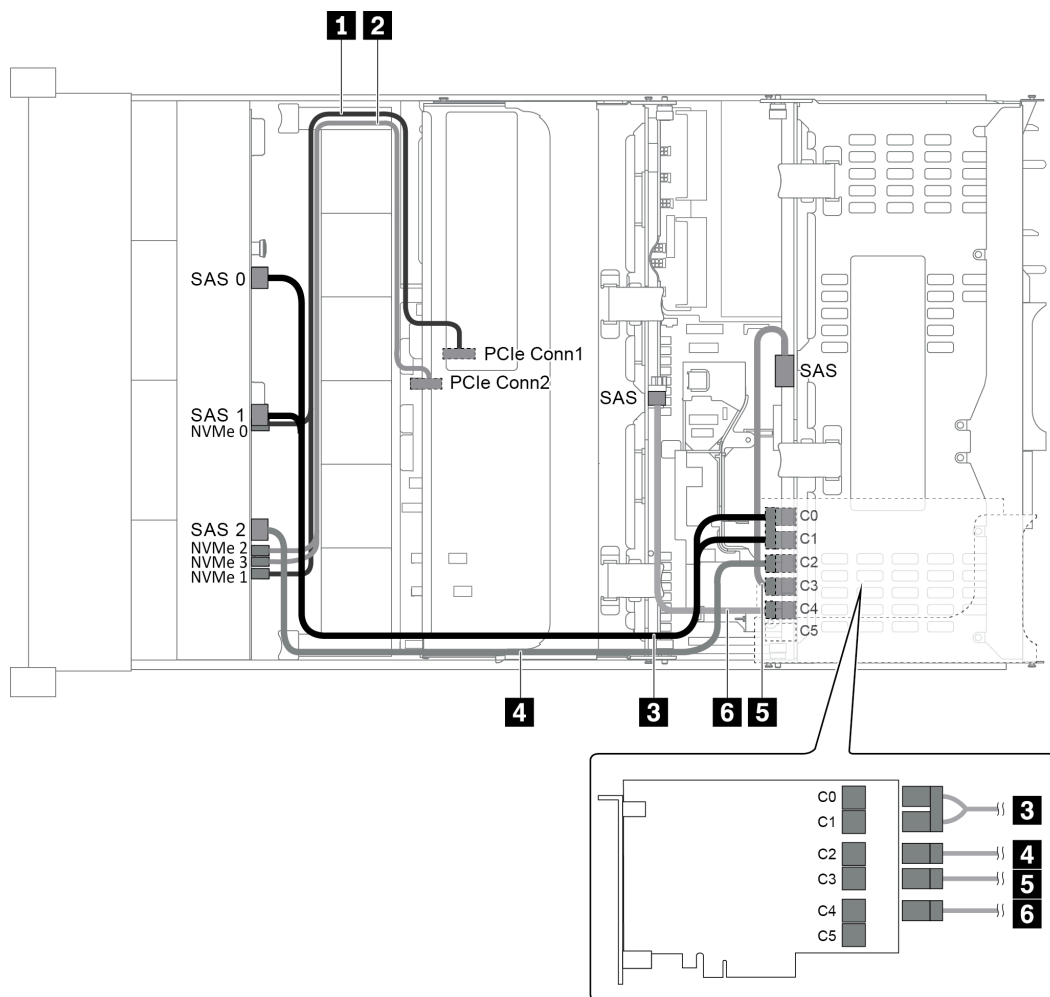 1 2
SAS 0
PCIe Conn1
PCIe Conn2
SAS
SAS
SAS 1
NVMe 0
SAS 2
NVMe 2
NVMe 3
NVMe 1
C0
C1
C2
C3
C4
C5
4 3 6 5
C0
C1
C2
C3
C4
C5
3
4
5
6